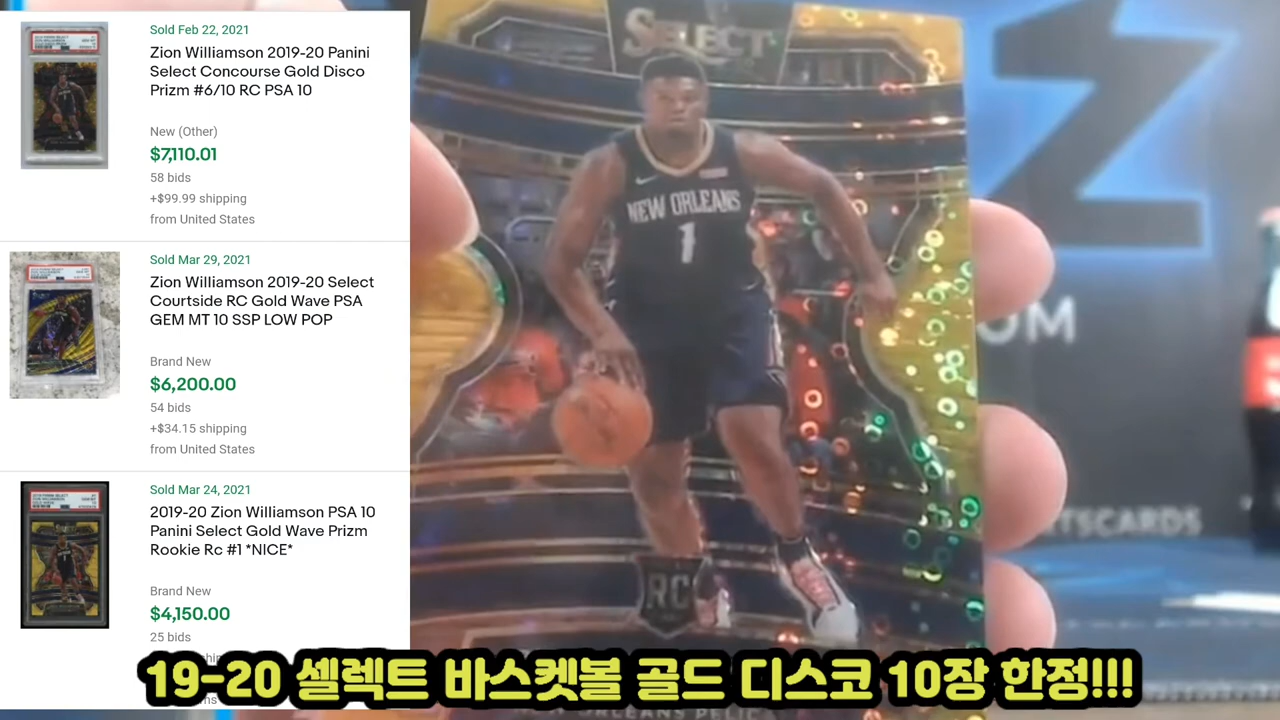 Sold Feb 22, 2021
Zion Williamson 2019-20 Panini
Select Concourse Gold Disco
Prizm #6/10 RC PSA 10
New (Other)
$7,110.01
58 bids
+$99.99 shipping
from United States
Sold Mar 29, 2021
Zion Williamson 2019-20 Select
Courtside RC Gold Wave PSA
GEM MT 10 SSP LOW POP
Brand New
$6,200.00
54 bids
+$34.15 shipping
from United States
Sold Mar 24, 2021
2019-20 Zion Williamson PSA 10
Panini Select Gold Wave Prizm
Rookie Rc #1 *NICE*
Brand New
$4,150.00
25 bids
SELECT
NEW ORLEANS
1
RC
Z
OM
TSCARDS
19-20 셀렉트 바스켓볼 골드 디스코 10장 한정!!!